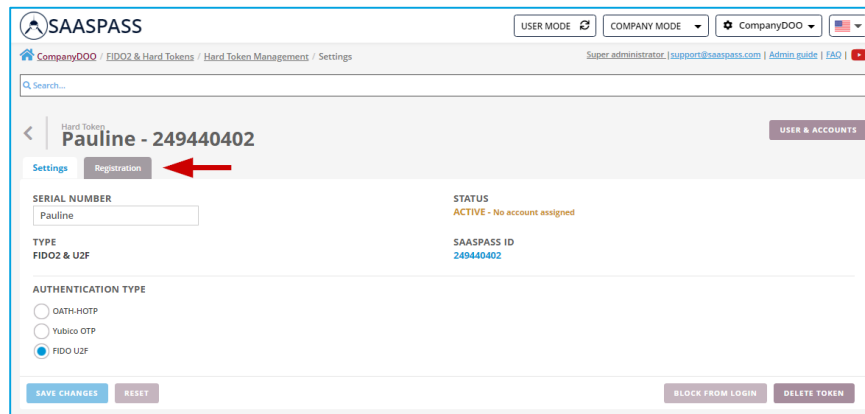 SAASPASS
USER MODE
COMPANY MODE
CompanyDOO
CompanyDOO / FIDO2 & Hard Tokens / Hard Token Management / Settings
Super administrator |support@saaspass.com | Admin guide | FAQ |
Search...
Hard Token
Pauline - 249440402
USER & ACCOUNTS
Settings
Registration
SERIAL NUMBER
Pauline
STATUS
ACTIVE - No account assigned
TYPE
FIDO2 & U2F
SAASPASS ID
249440402
AUTHENTICATION TYPE
OATH-HOTP
Yubico OTP
FIDO U2F
SAVE CHANGES
RESET
BLOCK FROM LOGIN
DELETE TOKEN